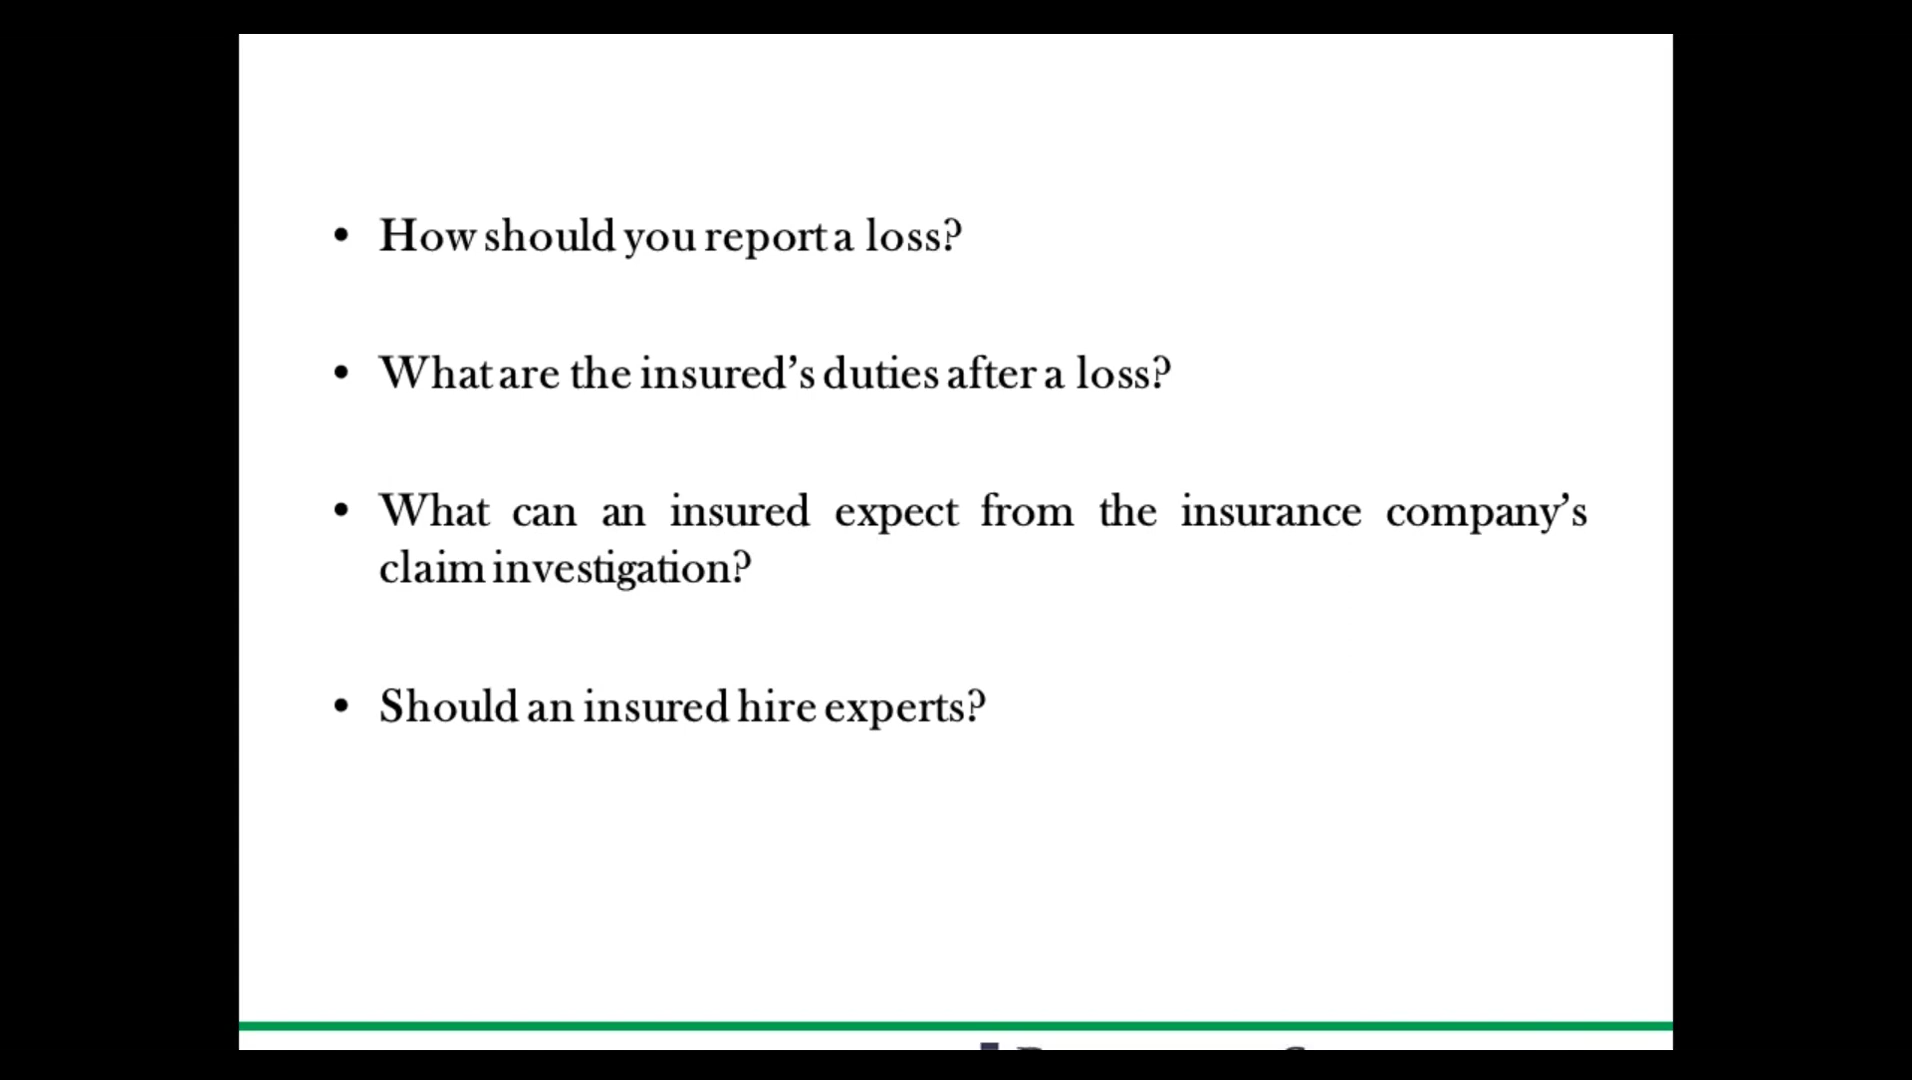 • How should you report a loss?
• What are the insured’s duties after a loss?
• What can an insured expect from the insurance company’s
claim investigation?
• Should an insured hire experts?